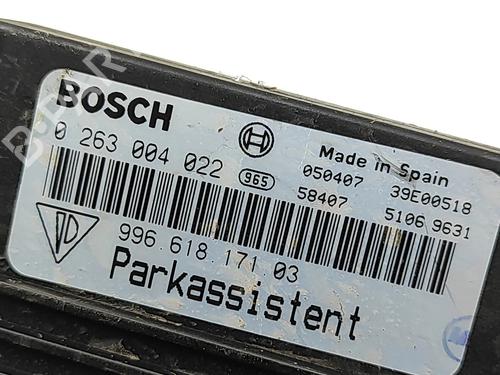 BOSCH
Made in Spain
0 263 004 022
965
050407
39E00518
58407
5106 9631
996.618.171.03
Parkassistent